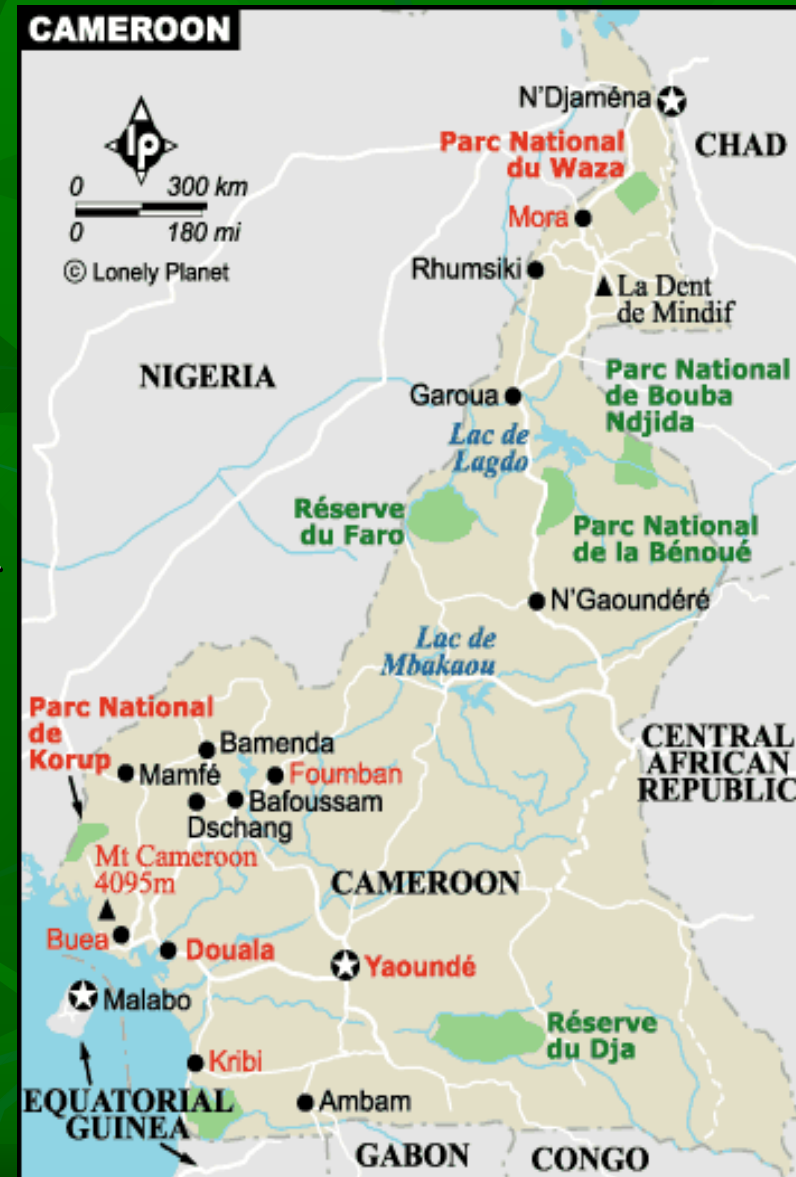 CAMEROON
N'Djaména
lp
CHAD
Parc National
du Waza
0 300 km
0 180 mi
Mora
© Lonely Planet
Rhumsiki
La Dent
de Mindif
NIGERIA
Parc National
de Bouba
Ndjida
Garoua
Lac de
Lagdo
Réserve
du Faro
Parc National
de la Bénoué
N'Gaoundéré
Lac de
Mbakaou
Parc National
de
Korup
CENTRAL
AFRICAN
REPUBLIC
Bamenda
Mamfé
Foumban
Bafoussam
Dschang
Mt Cameroon
4095m
CAMEROON
Buea
Douala
Yaoundé
Malabo
Réserve
du Dja
Kribi
EQUATORIAL
GUINEA
Ambam
GABON
CONGO